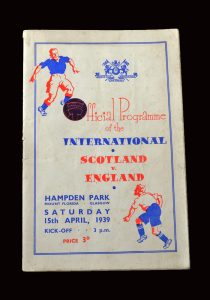 Official Programme
of the
INTERNATIONAL
SCOTLAND
v.
ENGLAND
HAMPDEN PARK
MOUNT FLORIDA · GLASGOW
SATURDAY
15TH APRIL, 1939
KICK-OFF · · 3 p.m.
PRICE 3ᴰ